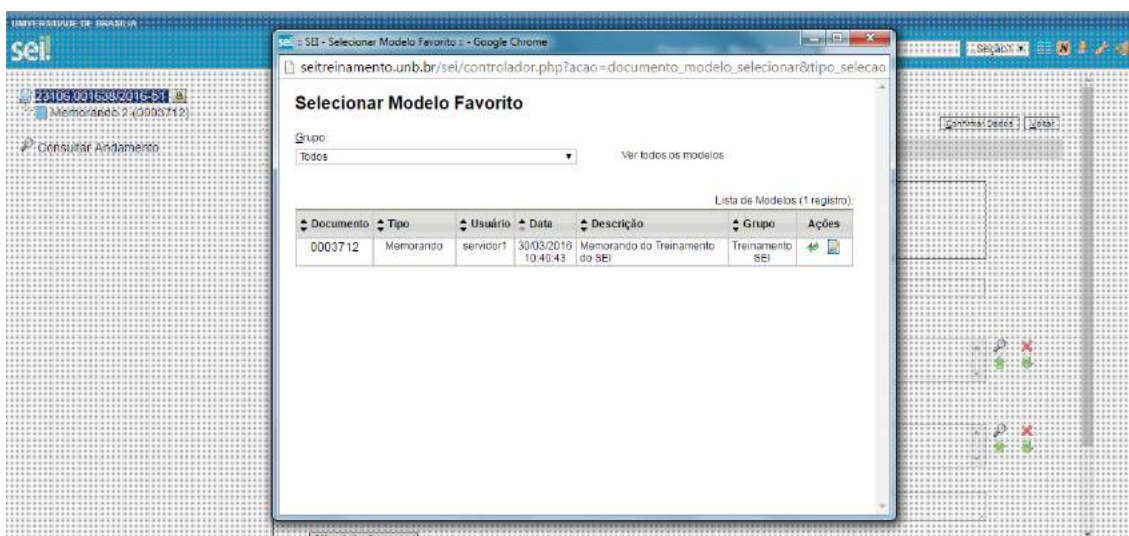 UNIVERSIDADE DE BRASÍLIA
sei!
SEI - Selecionar Modelo Favorito :: - Google Chrome
seitreinamento.unb.br/sei/controlador.php?acao=documento_modelo_selecionar&tipo_selecao
23106.001638/2016-51
Memorando 2 (0003712)
Consultar Andamento
Confirmar Dados Voltar
Selecionar Modelo Favorito
Grupo:
Todos
Ver todos os modelos
Lista de Modelos (1 registro):
Documento Tipo Usuário Data Descrição Grupo Ações
0003712 Memorando servidor1 30/03/2016 Memorando do Treinamento Treinamento
10:40:43 do SEI SEI